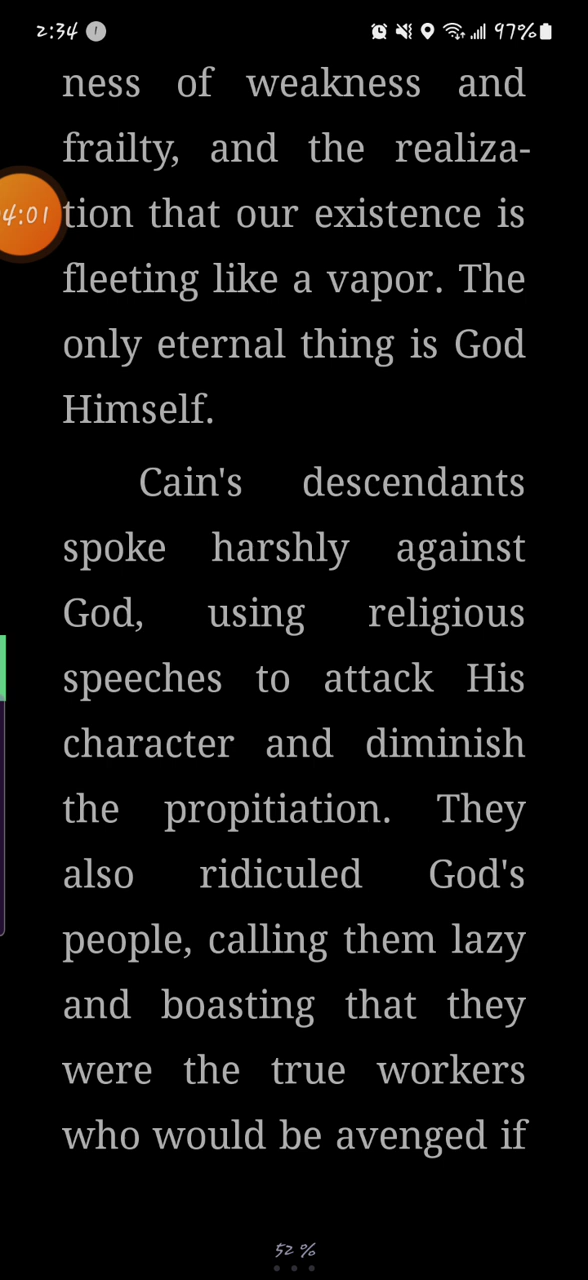 2:34
97%
ness of weakness and
frailty, and the realiza-
4:01
tion that our existence is
fleeting like a vapor. The
only eternal thing is God
Himself.
Cain's descendants
spoke harshly against
God, using religious
speeches to attack His
character and diminish
the propitiation. They
also ridiculed God's
people, calling them lazy
and boasting that they
were the true workers
who would be avenged if
52%